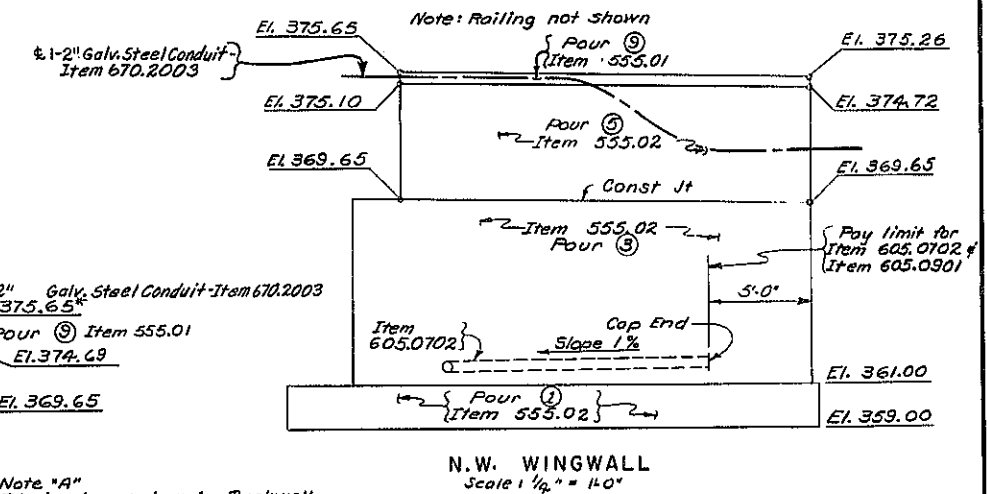 Note: Railing not shown
El. 375.65
Pour ⑨
Item 555.01
El. 375.26
℄ 1-2" Galv. Steel Conduit
Item 670.2003
El. 375.10
El. 374.72
Pour ⑤
Item 555.02
El. 369.65
El. 369.65
Const Jt
Item 555.02
Pour ③
Pay limit for
Item 605.0702 &
Item 605.0901
5'-0"
2" Galv. Steel Conduit-Item 670.2003
375.65*
Pour ⑨ Item 555.01
El. 374.69
El. 369.65
Item
605.0702
Slope 1%
Cap End
El. 361.00
Pour ①
Item 555.02
El. 359.00
N.W. WINGWALL
Scale: 1/4" = 1'-0"
Note "A"